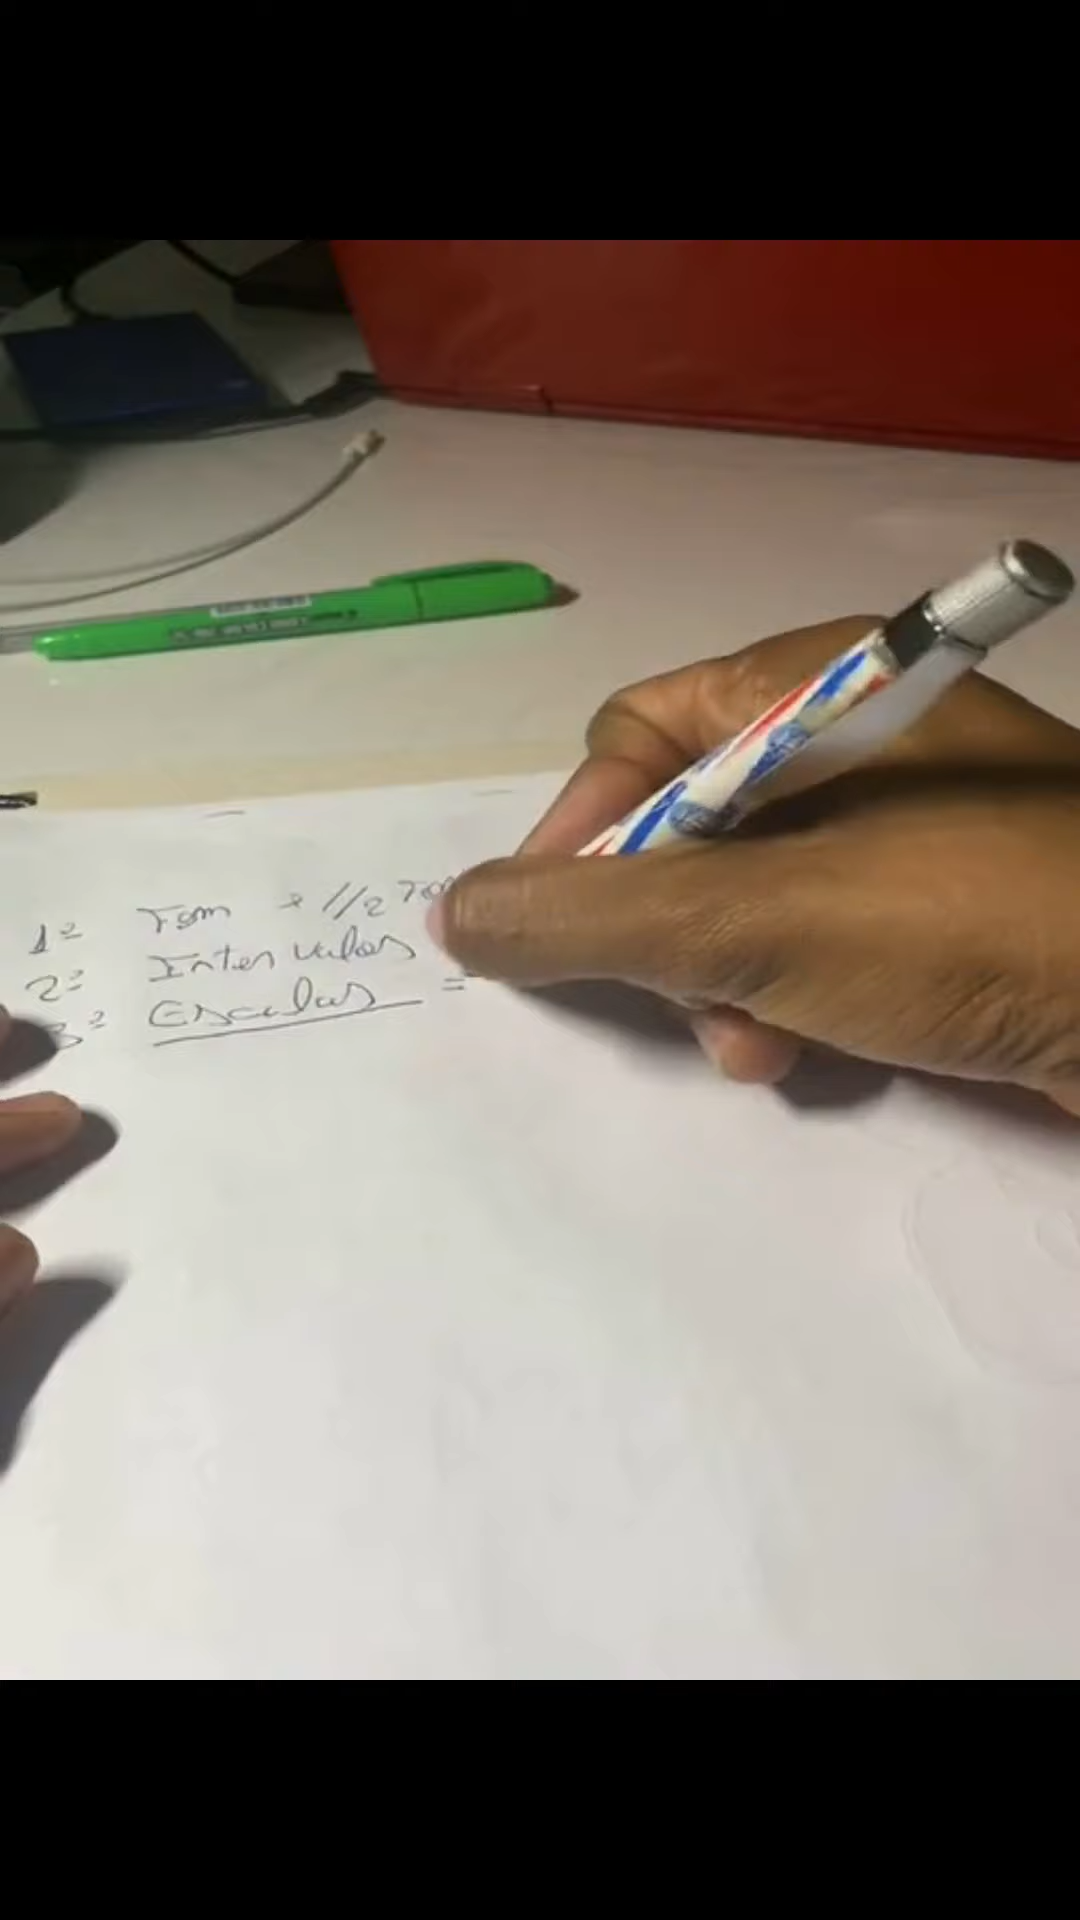 1º Tom + 1/2 Tom
2º Intervalos
3º Escalas =